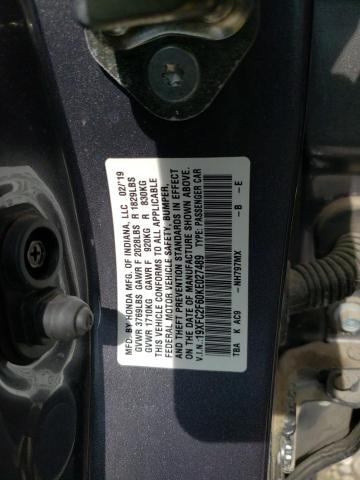 MFD BY HONDA MFG. OF INDIANA, LLC 02/'19
GVWR 3769LBS GAWR F 2028LBS R 1829LBS
GVWR 1710KG GAWR F 920KG R 830KG
THIS VEHICLE CONFORMS TO ALL APPLICABLE
FEDERAL MOTOR VEHICLE SAFETY, BUMPER,
AND THEFT PREVENTION STANDARDS IN EFFECT
ON THE DATE OF MANUFACTURE SHOWN ABOVE.
V.I.N.: 19XFC2F60KE027489 TYPE: PASSENGER CAR
TBA K AC9 -NH797MX -B -E